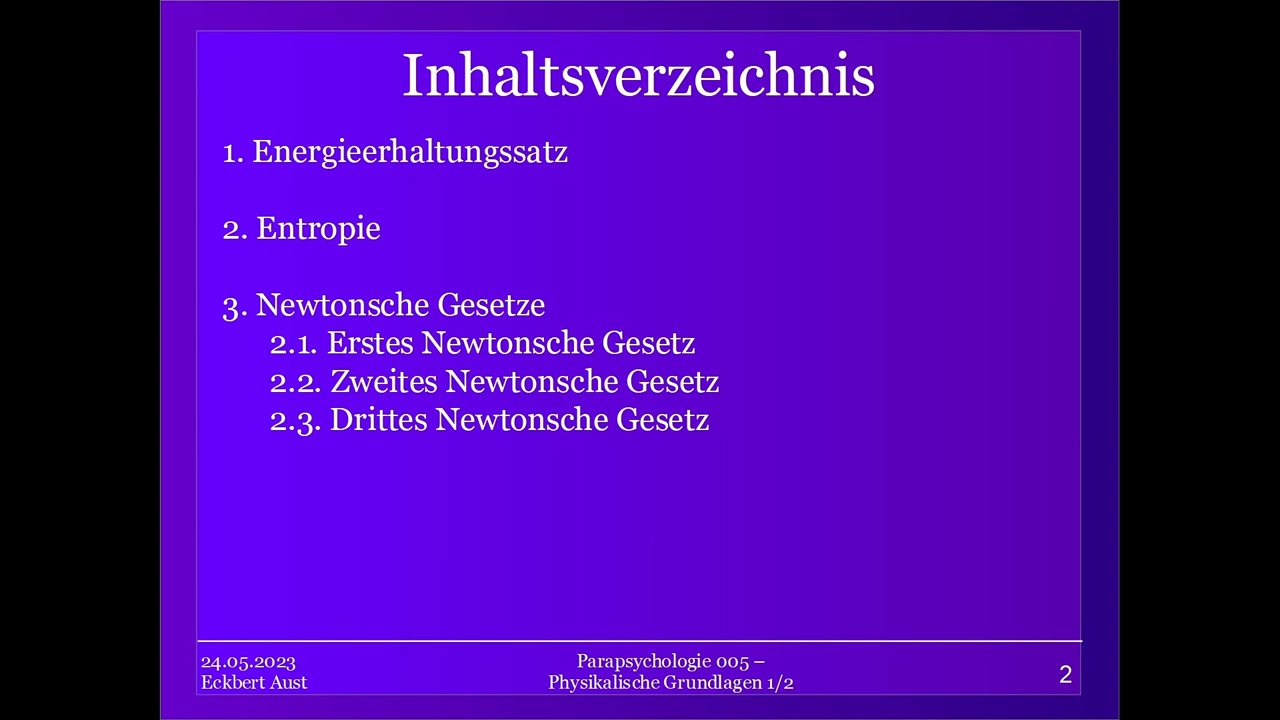 Inhaltsverzeichnis
1. Energieerhaltungssatz
2. Entropie
3. Newtonsche Gesetze
2.1. Erstes Newtonsche Gesetz
2.2. Zweites Newtonsche Gesetz
2.3. Drittes Newtonsche Gesetz
24.05.2023
Eckbert Aust
Parapsychologie 005 –
Physikalische Grundlagen 1/2
2